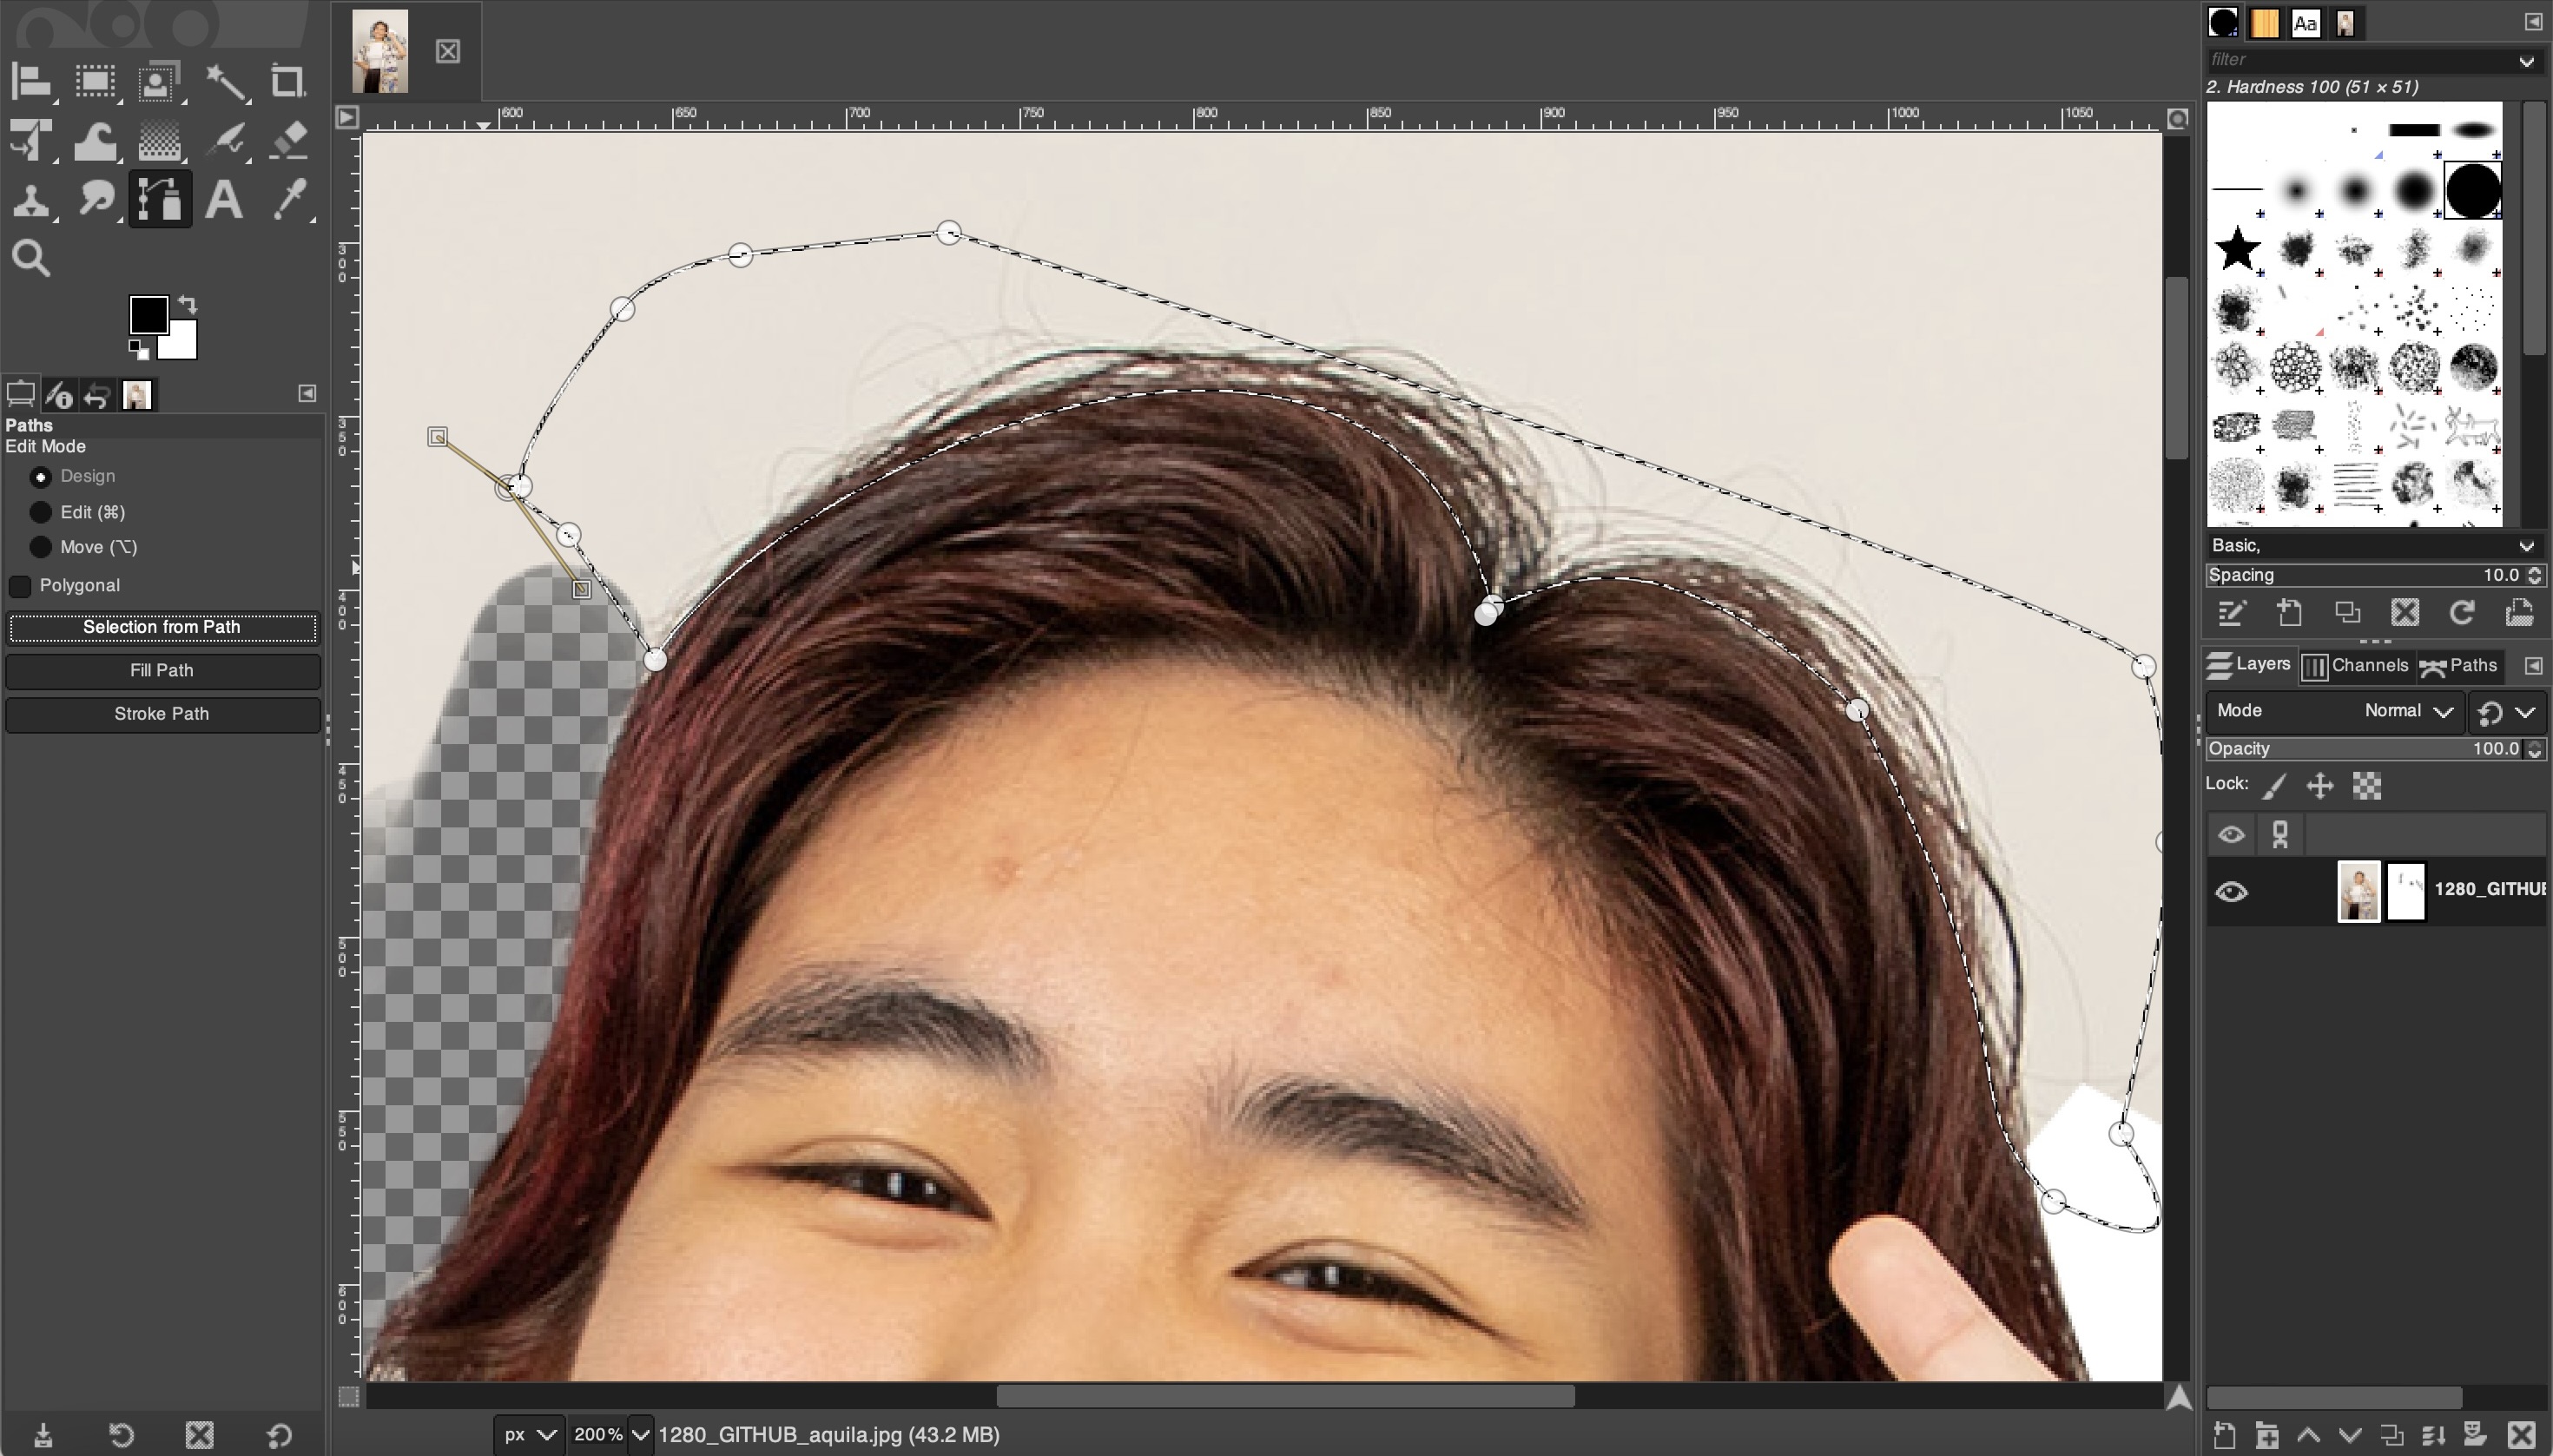 Aa
filter
2. Hardness 100 (51 × 51)
600 650 700 750 800 850 900 950 1000 1050
300
350
400
450
500
550
600
Paths
Edit Mode
Design
Edit (⌘)
Move (⌥)
Polygonal
Selection from Path
Fill Path
Stroke Path
Basic,
Spacing 10.0
Layers Channels Paths
Mode Normal
Opacity 100.0
Lock:
1280_GITHUB
px 200% 1280_GITHUB_aquila.jpg (43.2 MB)